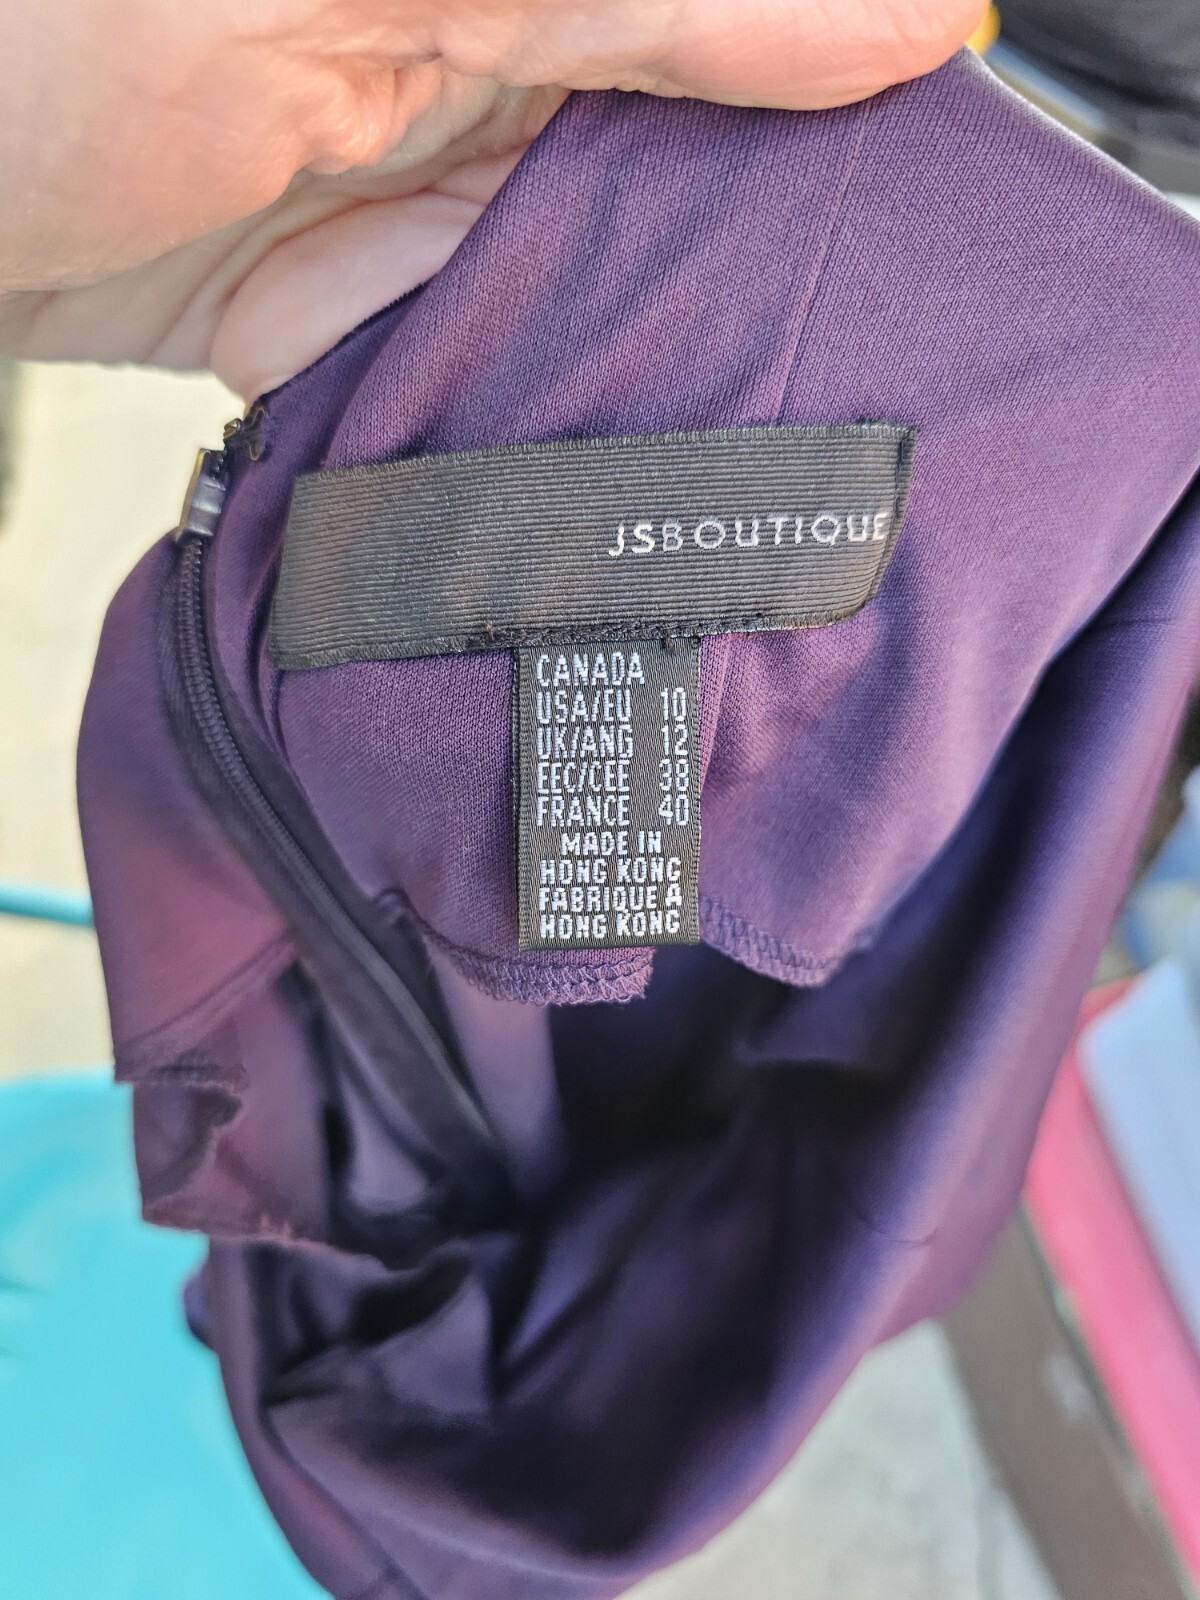 JSBOUTIQUE
CANADA
USA/EU 10
UK/ANG 12
EEC/CEE 38
FRANCE 40
MADE IN
HONG KONG
FABRIQUE A
HONG KONG